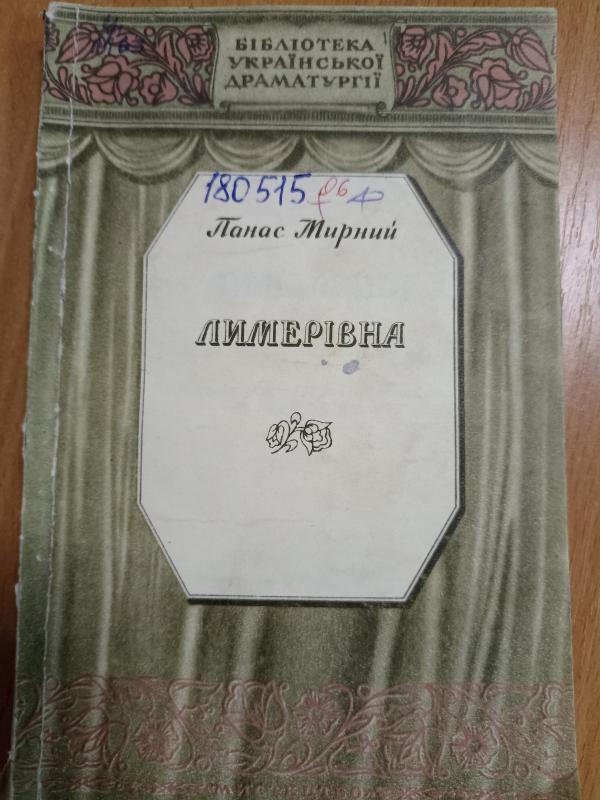 БІБЛІОТЕКА
УКРАЇНСЬКОЇ
ДРАМАТУРГІЇ
180515
Панас Мирний
ЛИМЕРІВНА